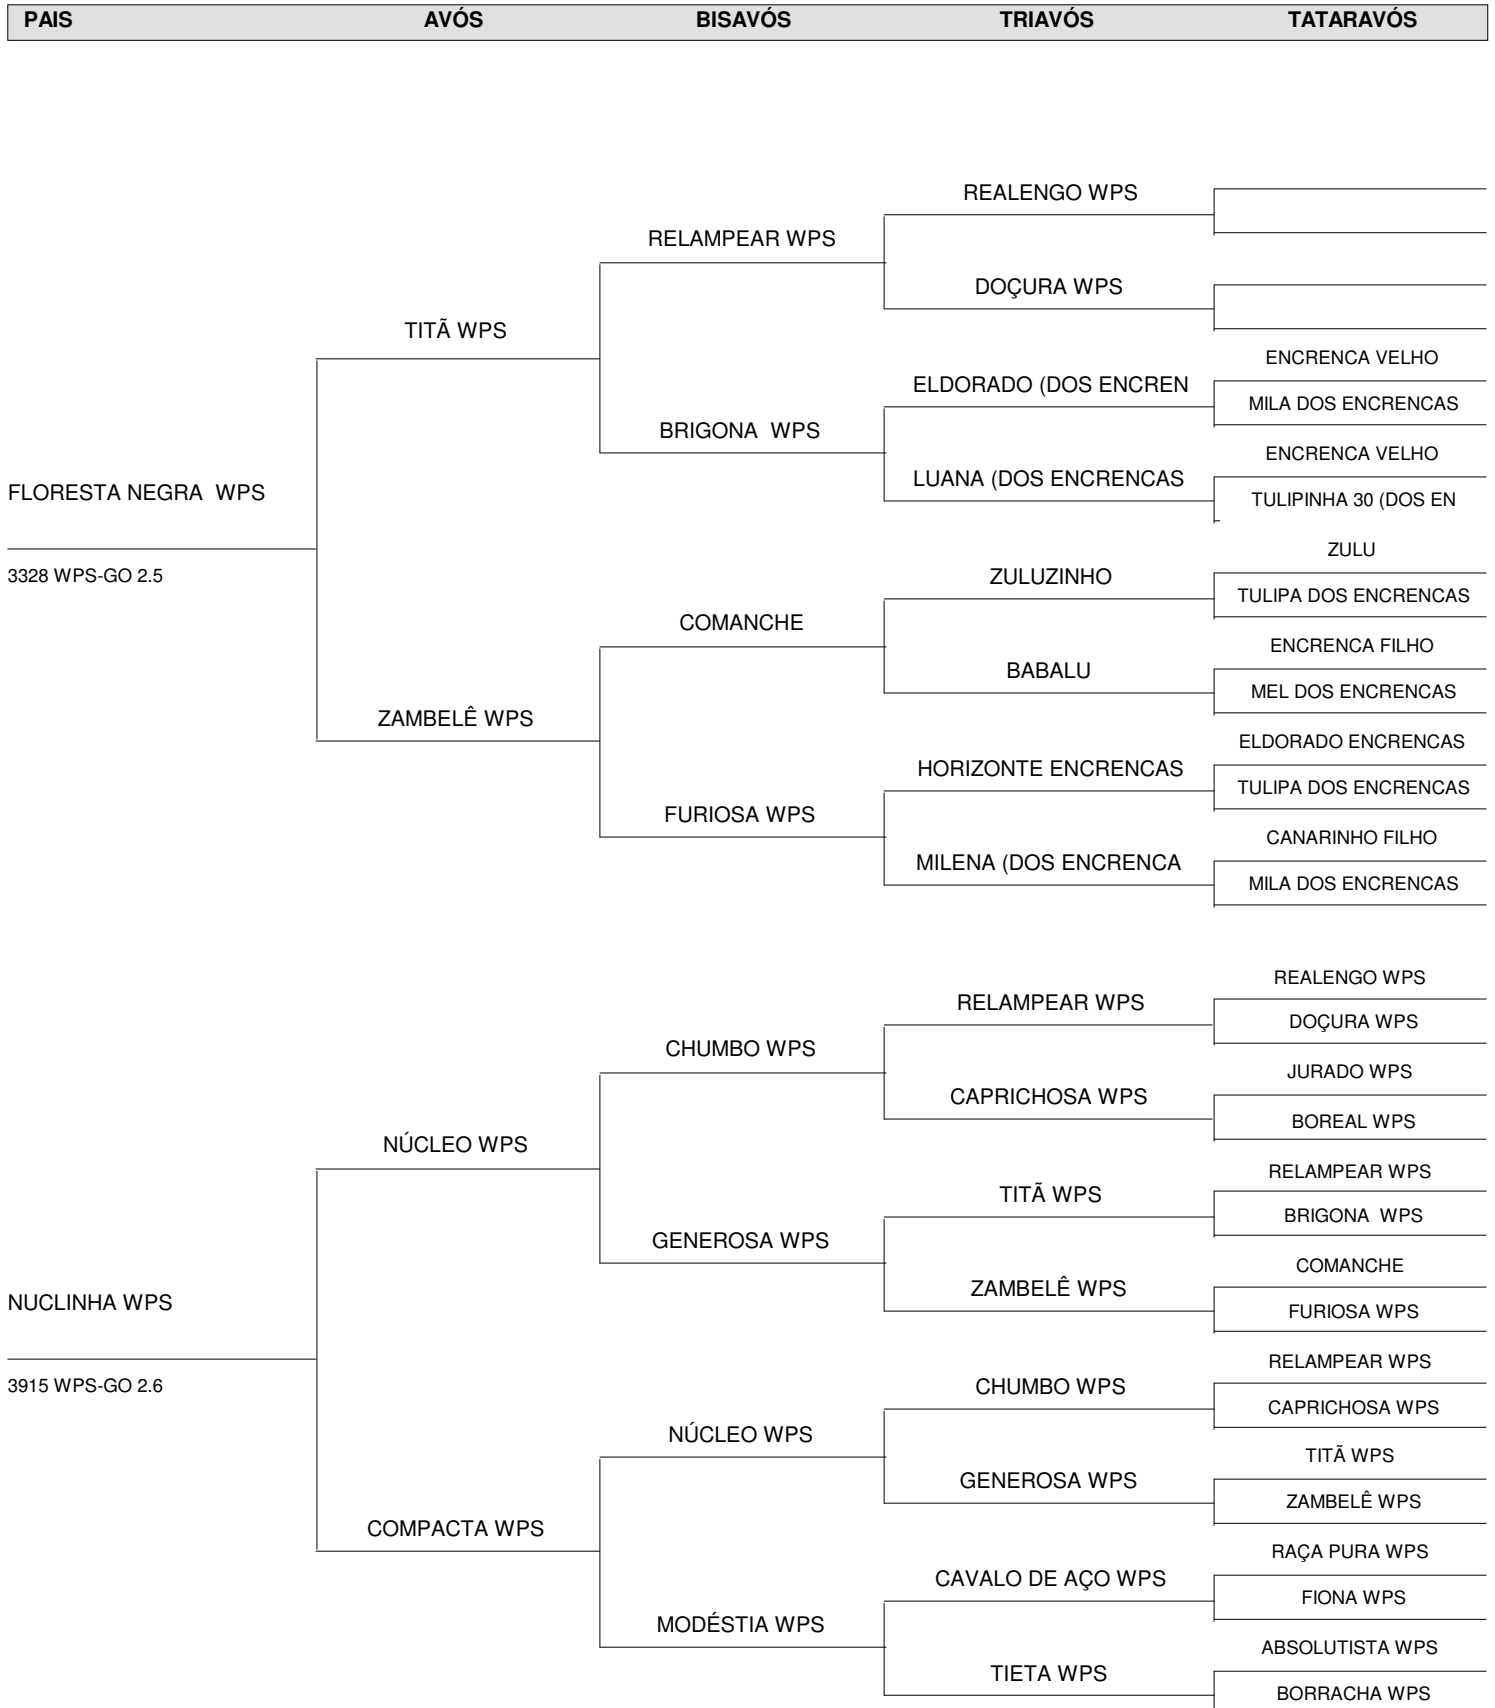 PAIS AVÓS BISAVÓS TRIAVÓS TATARAVÓS
REALENGO WPS
RELAMPEAR WPS
DOÇURA WPS
TITÃ WPS
ENCRENCA VELHO
ELDORADO (DOS ENCREN
MILA DOS ENCRENCAS
BRIGONA WPS
ENCRENCA VELHO
LUANA (DOS ENCRENCAS
TULIPINHA 30 (DOS EN
FLORESTA NEGRA WPS
3328 WPS-GO 2.5
ZULU
ZULUZINHO
TULIPA DOS ENCRENCAS
COMANCHE
ENCRENCA FILHO
BABALU
MEL DOS ENCRENCAS
ZAMBELÊ WPS
ELDORADO ENCRENCAS
HORIZONTE ENCRENCAS
TULIPA DOS ENCRENCAS
FURIOSA WPS
CANARINHO FILHO
MILENA (DOS ENCRENCA
MILA DOS ENCRENCAS
REALENGO WPS
RELAMPEAR WPS
DOÇURA WPS
CHUMBO WPS
JURADO WPS
CAPRICHOSA WPS
BOREAL WPS
NÚCLEO WPS
RELAMPEAR WPS
TITÃ WPS
BRIGONA WPS
GENEROSA WPS
COMANCHE
ZAMBELÊ WPS
FURIOSA WPS
NUCLINHA WPS
3915 WPS-GO 2.6
RELAMPEAR WPS
CHUMBO WPS
CAPRICHOSA WPS
NÚCLEO WPS
TITÃ WPS
GENEROSA WPS
ZAMBELÊ WPS
COMPACTA WPS
RAÇA PURA WPS
CAVALO DE AÇO WPS
FIONA WPS
MODÉSTIA WPS
ABSOLUTISTA WPS
TIETA WPS
BORRACHA WPS